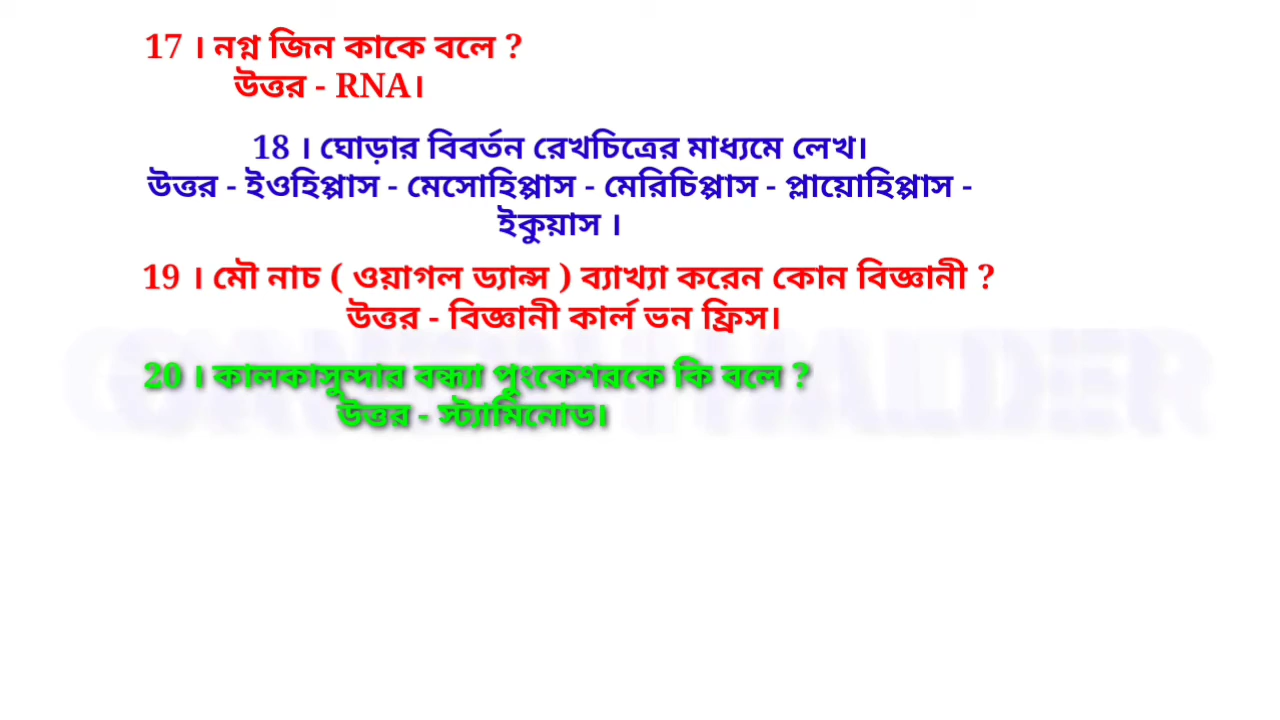 17 । নগ্ন জিন কাকে বলে ?
উত্তর - RNA।
18 । ঘোড়ার বিবর্তন রেখচিত্রের মাধ্যমে লেখ।
উত্তর - ইওহিপ্পাস - মেসোহিপ্পাস - মেরিচিপ্পাস - প্লায়োহিপ্পাস -
ইকুয়াস ।
19 । মৌ নাচ ( ওয়াগল ড্যান্স ) ব্যাখ্যা করেন কোন বিজ্ঞানী ?
উত্তর - বিজ্ঞানী কার্ল ভন ফ্রিস।
20 । কালকাসুন্দার বন্ধ্যা পুংকেশরকে কি বলে ?
উত্তর - স্ট্যামিনোড।